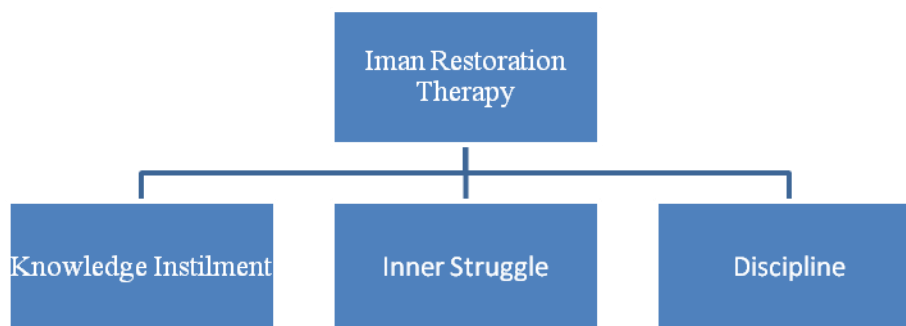 Iman Restoration
Therapy
Knowledge Instilment
Inner Struggle
Discipline